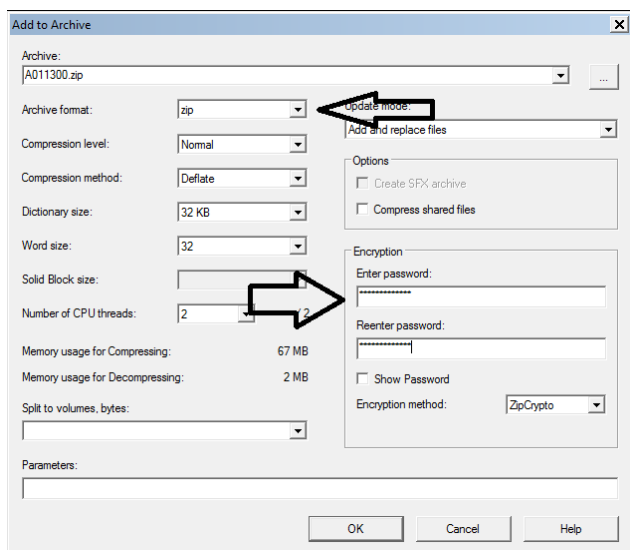 Add to Archive
Archive:
A011300.zip
...
Archive format:
zip
Compression level:
Normal
Compression method:
Deflate
Dictionary size:
32 KB
Word size:
32
Solid Block size:
Number of CPU threads:
2
/ 2
Memory usage for Compressing:
67 MB
Memory usage for Decompressing:
2 MB
Split to volumes, bytes:
Update mode:
Add and replace files
Options
Create SFX archive
Compress shared files
Encryption
Enter password:
*************
Reenter password:
*************
Show Password
Encryption method:
ZipCrypto
Parameters:
OK
Cancel
Help